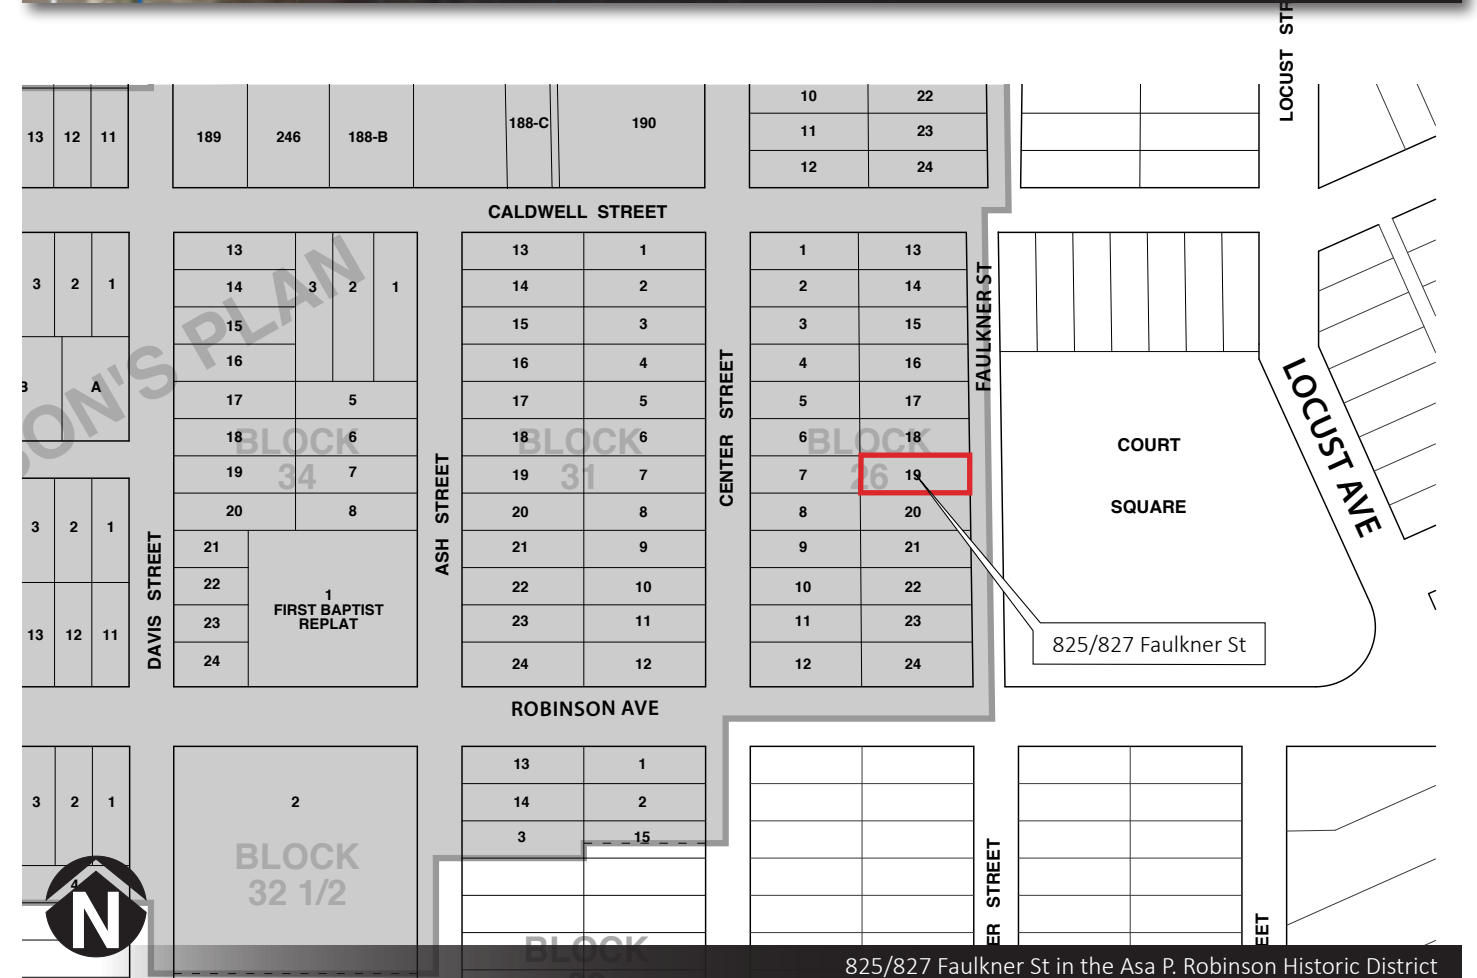 LOCUST STR
10 22
13 12 11 189 246 188-B 188-C 190 11 23
12 24
CALDWELL STREET
13 13 1 1 13
3 2 1 14 3 2 1 14 2 2 14
15 15 3 3 15
16 16 4 4 16
A 17 5 17 5 5 17
18 6 18 6 6 18
19 7 19 7 7 19
20 8 20 8 8 20
3 2 1 21 21 9 9 21
22 22 10 10 22
13 12 11 23 23 11 11 23
24 24 12 12 24
1
FIRST BAPTIST
REPLAT
SON'S PLAN
BLOCK
34
BLOCK
31
BLOCK
26
DAVIS STREET
ASH STREET
CENTER STREET
FAULKNER ST
COURT
SQUARE
LOCUST AVE
825/827 Faulkner St
ROBINSON AVE
13 1
3 2 1 2 14 2
3 15
4
BLOCK
32 1/2
BLOCK
ER STREET
EET
N
825/827 Faulkner St in the Asa P. Robinson Historic District